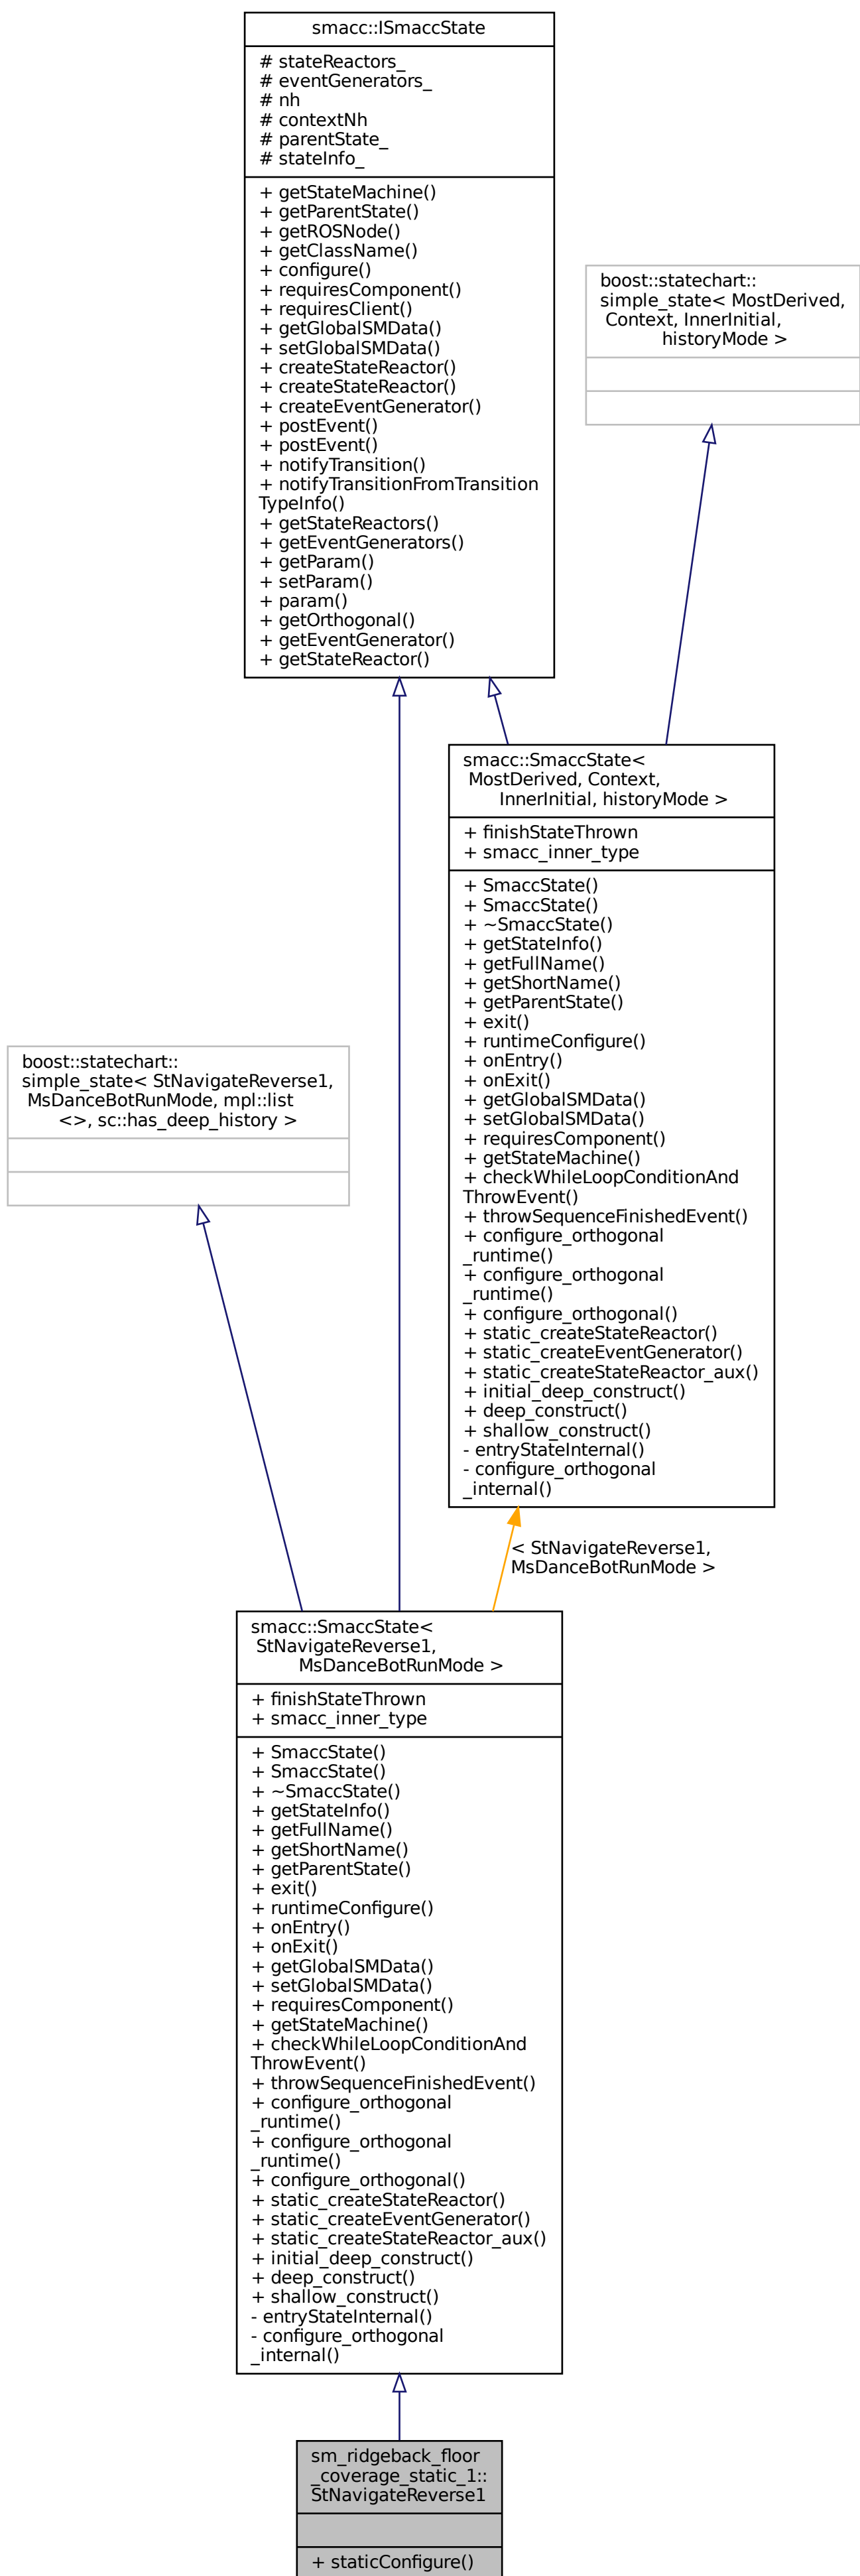 smacc::ISmaccState
# stateReactors_
# eventGenerators_
# nh
# contextNh
# parentState_
# stateInfo_
+ getStateMachine()
+ getParentState()
+ getROSNode()
+ getClassName()
+ configure()
+ requiresComponent()
+ requiresClient()
+ getGlobalSMData()
+ setGlobalSMData()
+ createStateReactor()
+ createStateReactor()
+ createEventGenerator()
+ postEvent()
+ postEvent()
+ notifyTransition()
+ notifyTransitionFromTransition
TypeInfo()
+ getStateReactors()
+ getEventGenerators()
+ getParam()
+ setParam()
+ param()
+ getOrthogonal()
+ getEventGenerator()
+ getStateReactor()
boost::statechart::
simple_state< MostDerived,
Context, InnerInitial,
historyMode >
smacc::SmaccState<
MostDerived, Context,
InnerInitial, historyMode >
+ finishStateThrown
+ smacc_inner_type
+ SmaccState()
+ SmaccState()
+ ~SmaccState()
+ getStateInfo()
+ getFullName()
+ getShortName()
+ getParentState()
+ exit()
+ runtimeConfigure()
+ onEntry()
+ onExit()
+ getGlobalSMData()
+ setGlobalSMData()
+ requiresComponent()
+ getStateMachine()
+ checkWhileLoopConditionAnd
ThrowEvent()
+ throwSequenceFinishedEvent()
+ configure_orthogonal
_runtime()
+ configure_orthogonal
_runtime()
+ configure_orthogonal()
+ static_createStateReactor()
+ static_createEventGenerator()
+ static_createStateReactor_aux()
+ initial_deep_construct()
+ deep_construct()
+ shallow_construct()
- entryStateInternal()
- configure_orthogonal
_internal()
boost::statechart::
simple_state< StNavigateReverse1,
MsDanceBotRunMode, mpl::list
<>, sc::has_deep_history >
< StNavigateReverse1,
MsDanceBotRunMode >
smacc::SmaccState<
StNavigateReverse1,
MsDanceBotRunMode >
+ finishStateThrown
+ smacc_inner_type
+ SmaccState()
+ SmaccState()
+ ~SmaccState()
+ getStateInfo()
+ getFullName()
+ getShortName()
+ getParentState()
+ exit()
+ runtimeConfigure()
+ onEntry()
+ onExit()
+ getGlobalSMData()
+ setGlobalSMData()
+ requiresComponent()
+ getStateMachine()
+ checkWhileLoopConditionAnd
ThrowEvent()
+ throwSequenceFinishedEvent()
+ configure_orthogonal
_runtime()
+ configure_orthogonal
_runtime()
+ configure_orthogonal()
+ static_createStateReactor()
+ static_createEventGenerator()
+ static_createStateReactor_aux()
+ initial_deep_construct()
+ deep_construct()
+ shallow_construct()
- entryStateInternal()
- configure_orthogonal
_internal()
sm_ridgeback_floor
_coverage_static_1::
StNavigateReverse1
+ staticConfigure()